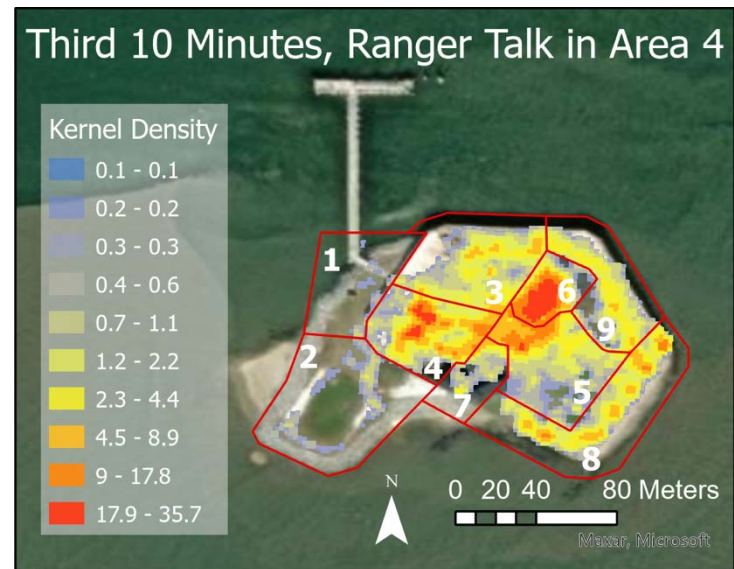 Third 10 Minutes, Ranger Talk in Area 4
Kernel Density
0.1 - 0.1
0.2 - 0.2
0.3 - 0.3
0.4 - 0.6
0.7 - 1.1
1.2 - 2.2
2.3 - 4.4
4.5 - 8.9
9 - 17.8
17.9 - 35.7
1
2
3
6
9
4
5
7
8
N
0 20 40 80 Meters
Maxar, Microsoft